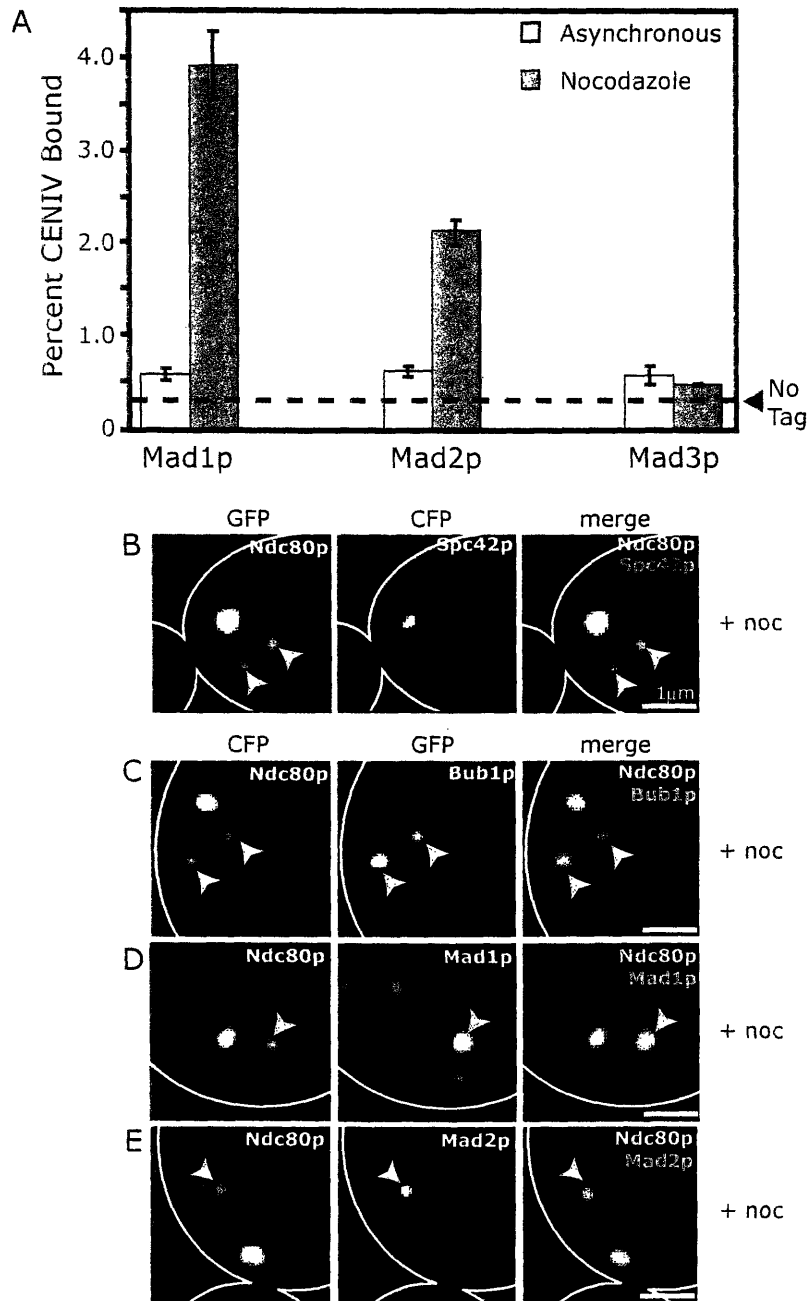 A
Percent CENIV Bound
4.0
3.0
2.0
1.0
0
Asynchronous
Nocodazole
No
Tag
Mad1p
Mad2p
Mad3p
GFP
CFP
merge
B
Ndc80p
Spc42p
Ndc80p
Spc42p
+ noc
1μm
CFP
GFP
merge
C
Ndc80p
Bub1p
Ndc80p
Bub1p
+ noc
D
Ndc80p
Mad1p
Ndc80p
Mad1p
+ noc
E
Ndc80p
Mad2p
Ndc80p
Mad2p
+ noc